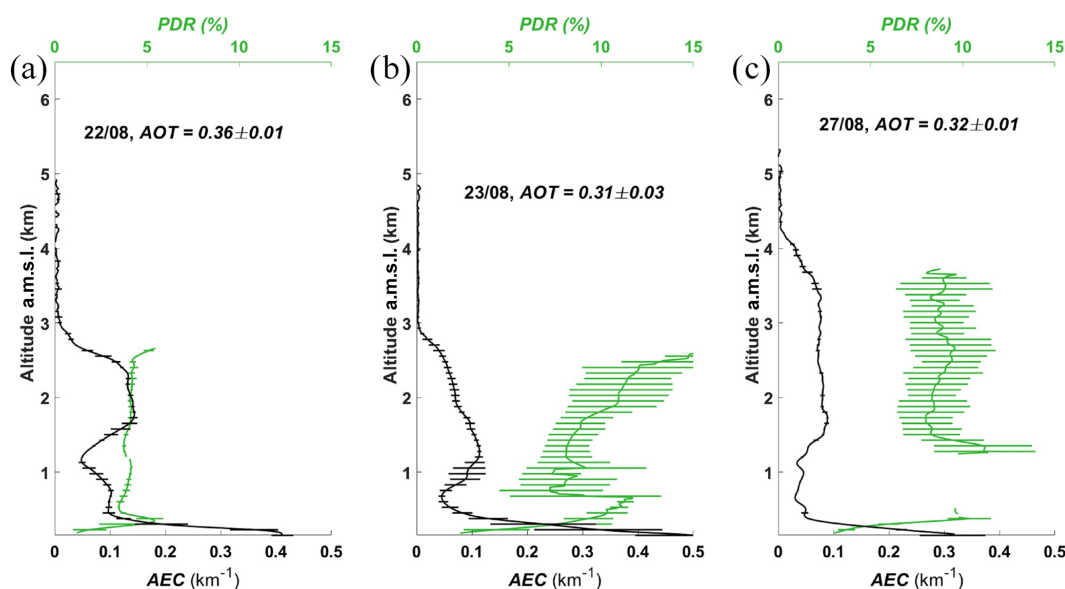 PDR (%)
0 5 10 15
(a)
22/08, AOT = 0.36±0.01
Altitude a.m.s.l. (km)
6
5
4
3
2
1
0 0.1 0.2 0.3 0.4 0.5
AEC (km⁻¹)
PDR (%)
0 5 10 15
(b)
23/08, AOT = 0.31±0.03
Altitude a.m.s.l. (km)
6
5
4
3
2
1
0 0.1 0.2 0.3 0.4 0.5
AEC (km⁻¹)
PDR (%)
0 5 10 15
(c)
27/08, AOT = 0.32±0.01
Altitude a.m.s.l. (km)
6
5
4
3
2
1
0 0.1 0.2 0.3 0.4 0.5
AEC (km⁻¹)